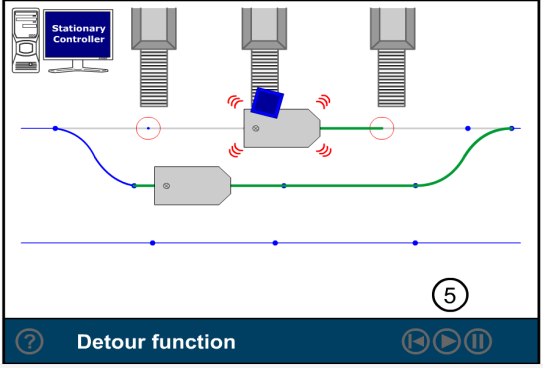 Stationary
Controller
5
? Detour function